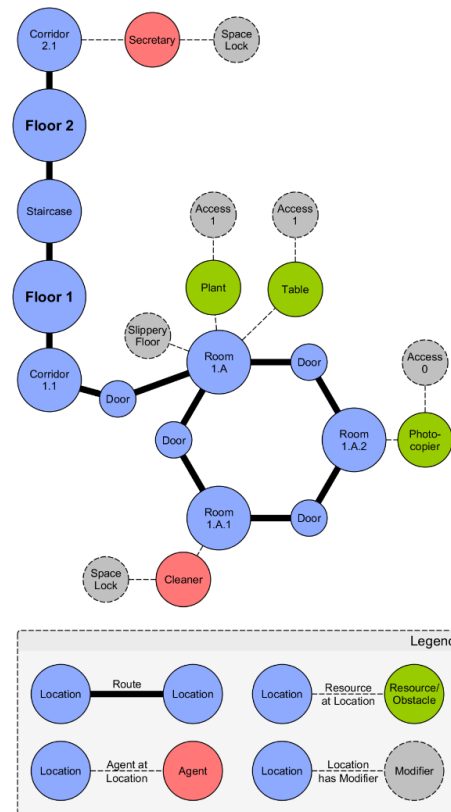 Corridor
2.1
Secretary
Space
Lock
Floor 2
Staircase
Access
1
Access
1
Plant
Table
Floor 1
Slippery
Floor
Room
1.A
Door
Access
0
Corridor
1.1
Door
Door
Room
1.A.2
Photo-
copier
Room
1.A.1
Door
Space
Lock
Cleaner
Legend
Location
Route
Location
Location
Resource
at Location
Resource/
Obstacle
Location
Agent at
Location
Agent
Location
Location
has Modifier
Modifier